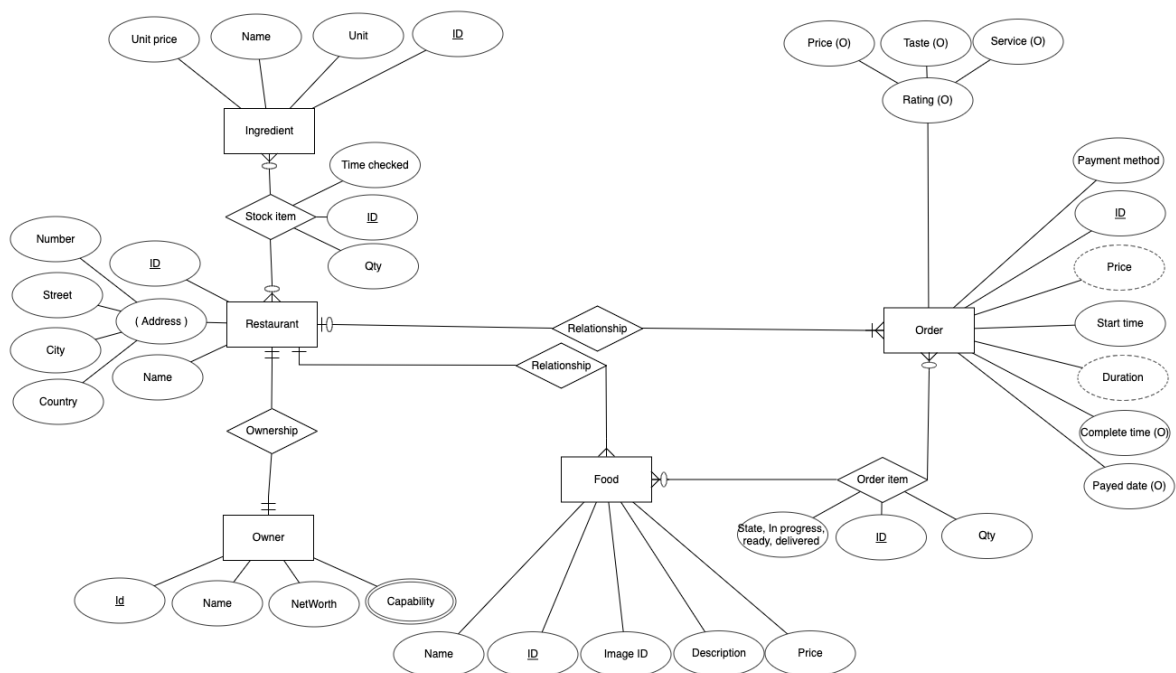 Price (O)
Taste (O)
Service (O)
Unit price
Name
Unit
ID
Rating (O)
Ingredient
Time checked
Payment method
Stock item
ID
ID
Number
ID
Qty
Price
Street
( Address )
Restaurant
Relationship
Order
Start time
City
Name
Relationship
Duration
Country
Ownership
Complete time (O)
Food
Order item
Payed date (O)
State, In progress,
ready, delivered
ID
Qty
Owner
Id
Name
NetWorth
Capability
Name
ID
Image ID
Description
Price